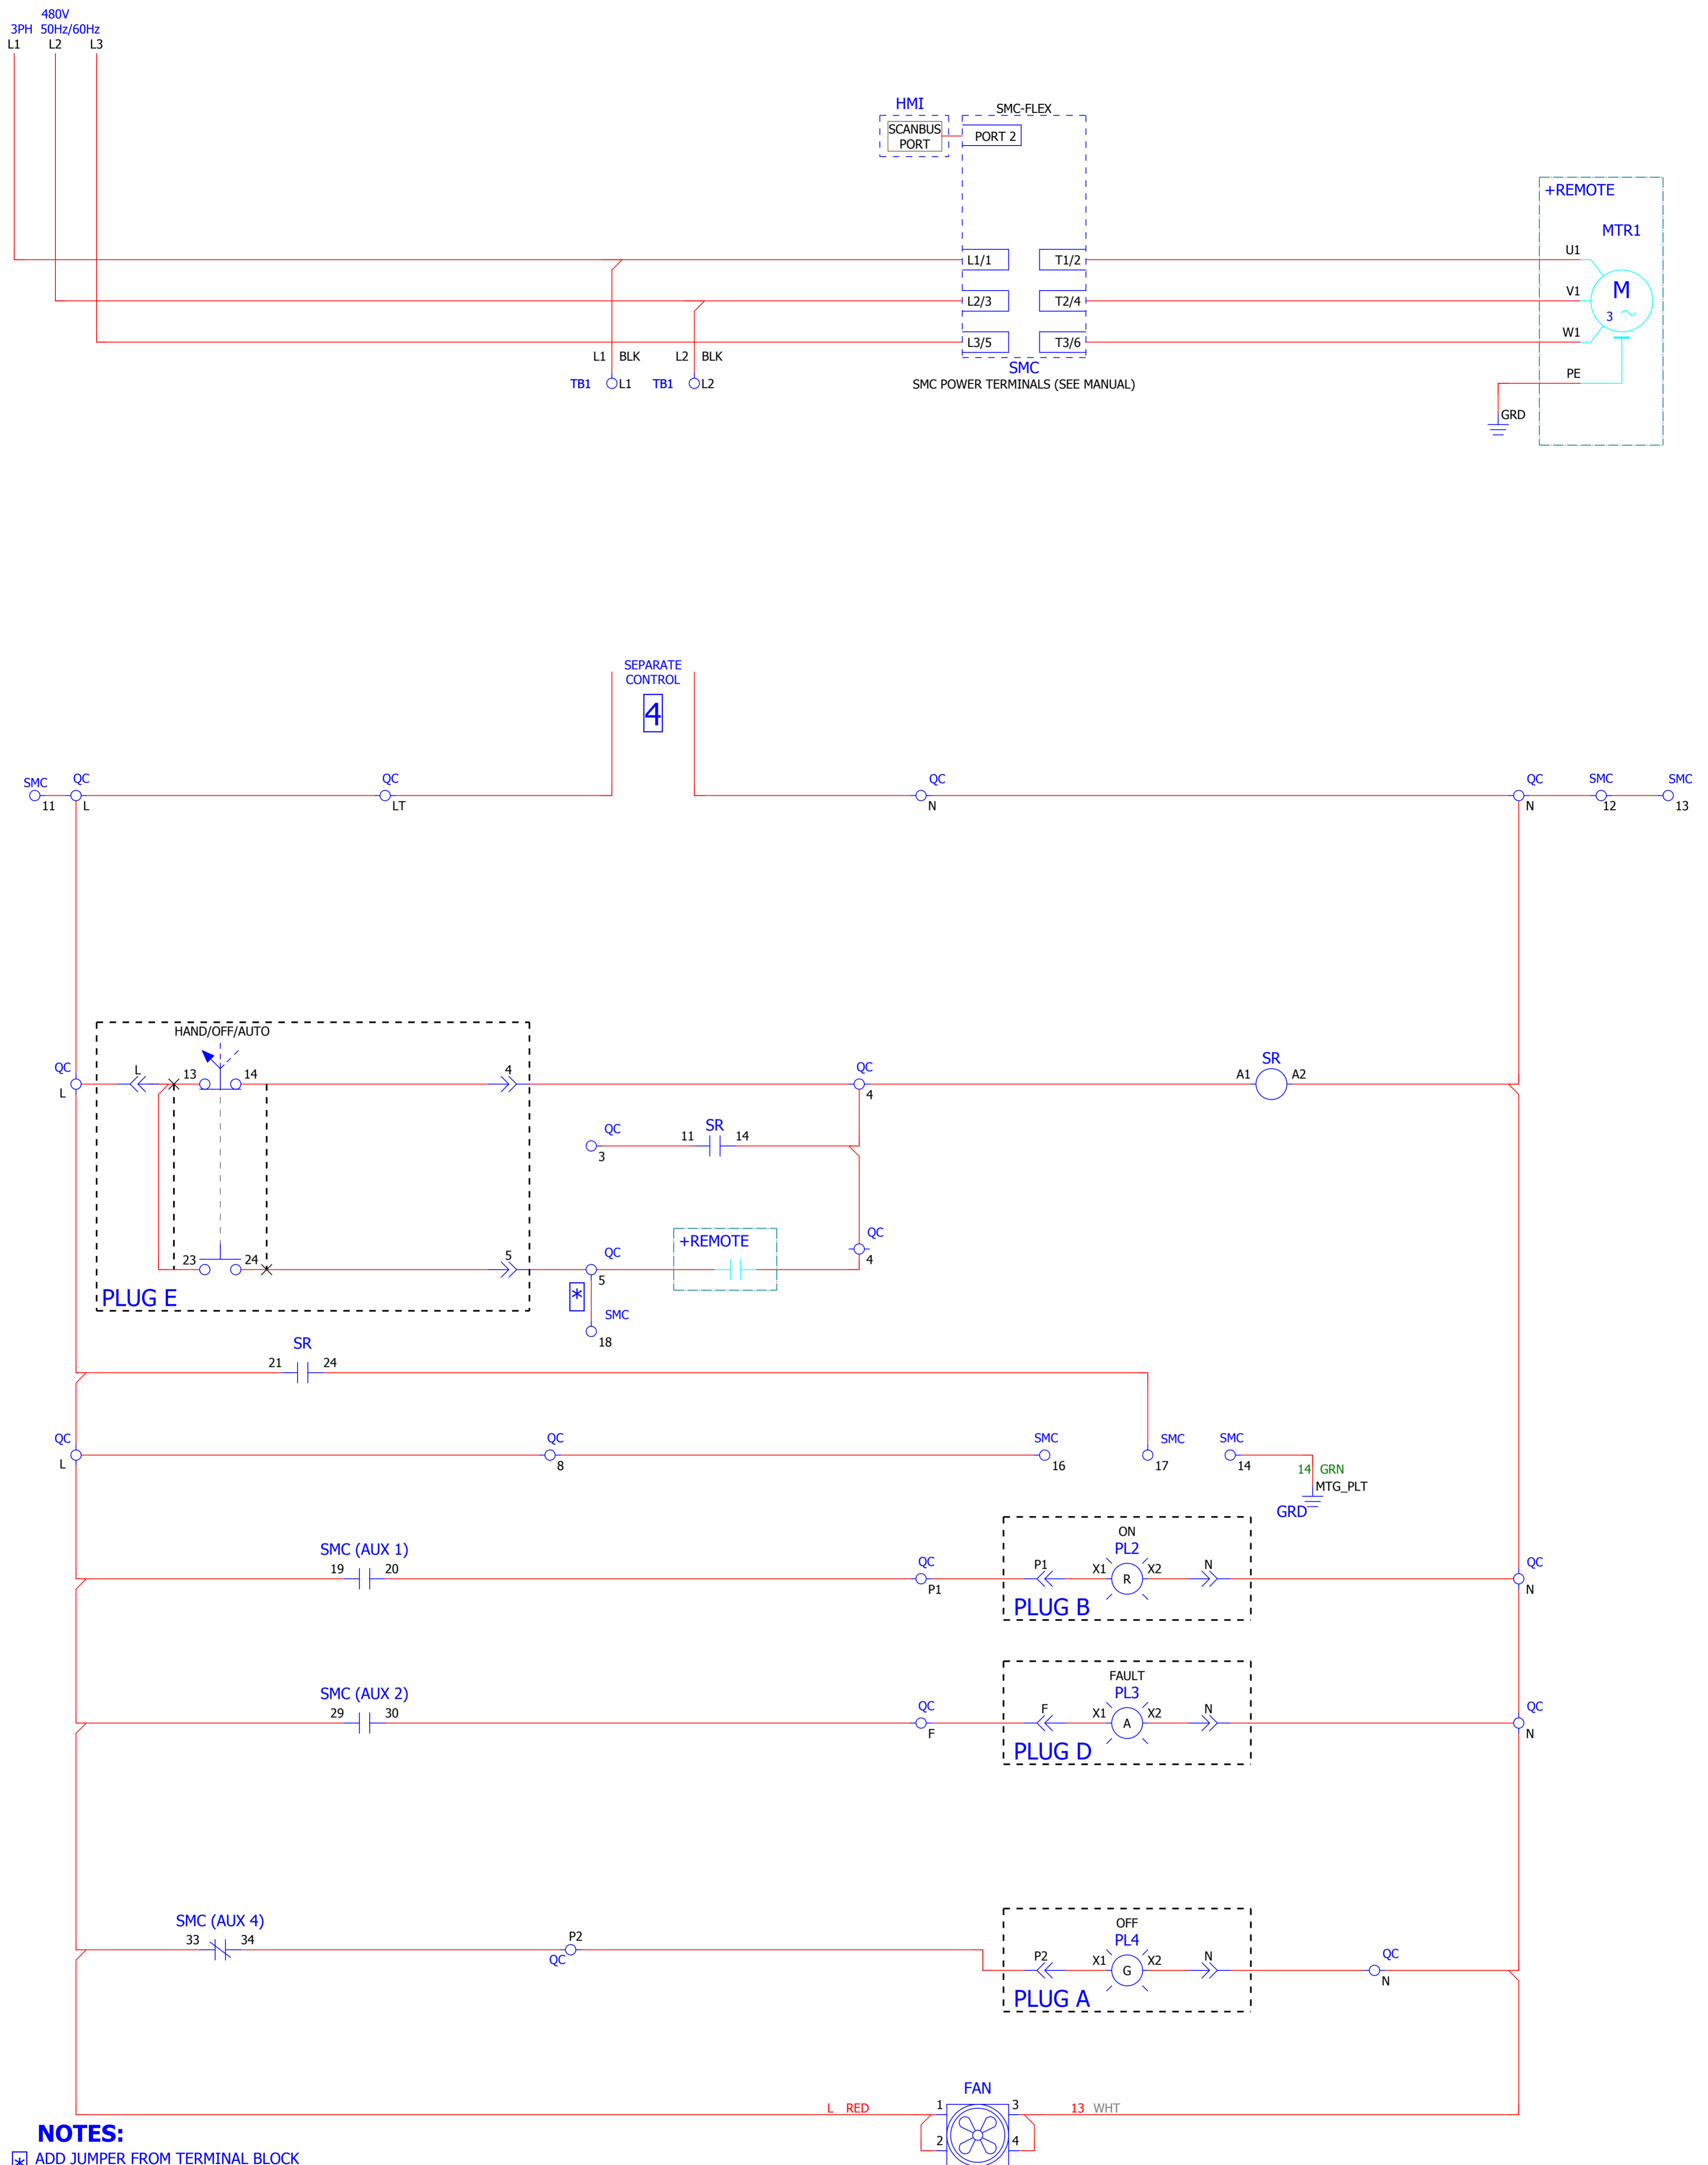 480V
3PH 50Hz/60Hz
L1 L2 L3
HMI
SCANBUS
PORT
SMC-FLEX
PORT 2
+REMOTE
MTR1
L1/1 T1/2 U1
L2/3 T2/4 V1
M
3
L3/5 T3/6 W1
L1 BLK L2 BLK
TB1 L1 TB1 L2
SMC
SMC POWER TERMINALS (SEE MANUAL)
PE
GRD
SEPARATE
CONTROL
4
SMC QC QC QC QC SMC SMC
11 L LT N N 12 13
HAND/OFF/AUTO
QC L 13 14 4 QC SR
L 4 A1 A2
QC 11 SR 14
3
QC
4
23 24 5 QC +REMOTE
5
PLUG E
*
SMC
18
SR
21 24
QC QC SMC SMC SMC
L 8 16 17 14
14 GRN
MTG_PLT
GRD
ON
SMC (AUX 1) PL2
19 20 QC P1 X1 R X2 N QC
P1 N
PLUG B
FAULT
SMC (AUX 2) PL3
29 30 QC F X1 A X2 N QC
F N
PLUG D
OFF
SMC (AUX 4) PL4
33 34 P2
QC
P2 X1 G X2 N QC
N
PLUG A
FAN
L RED 1 3 13 WHT
2 4
NOTES:
* ADD JUMPER FROM TERMINAL BLOCK